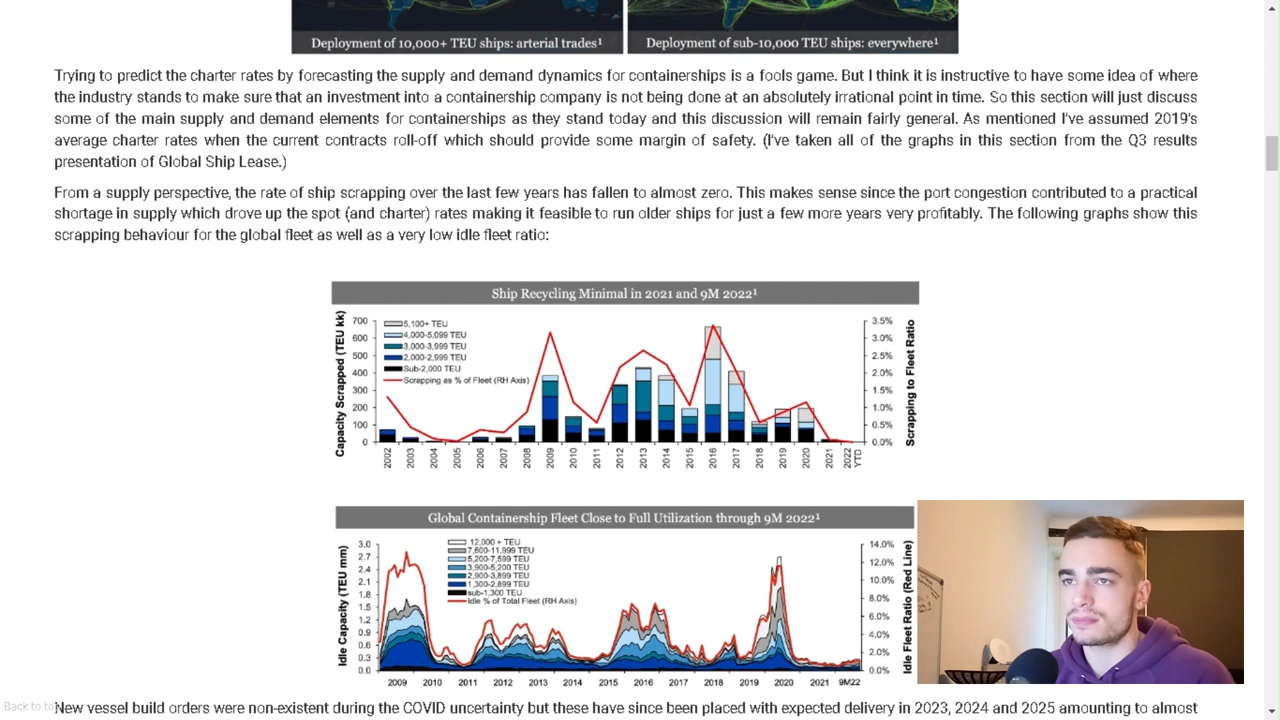 Deployment of 10,000+ TEU ships: arterial trades¹
Deployment of sub-10,000 TEU ships: everywhere¹
Trying to predict the charter rates by forecasting the supply and demand dynamics for containerships is a fools game. But I think it is instructive to have some idea of where
the industry stands to make sure that an investment into a containership company is not being done at an absolutely irrational point in time. So this section will just discuss
some of the main supply and demand elements for containerships as they stand today and this discussion will remain fairly general. As mentioned I've assumed 2019's
average charter rates when the current contracts roll-off which should provide some margin of safety. (I've taken all of the graphs in this section from the Q3 results
presentation of Global Ship Lease.)
From a supply perspective, the rate of ship scrapping over the last few years has fallen to almost zero. This makes sense since the port congestion contributed to a practical
shortage in supply which drove up the spot (and charter) rates making it feasible to run older ships for just a few more years very profitably. The following graphs show this
scrapping behaviour for the global fleet as well as a very low idle fleet ratio:
Ship Recycling Minimal in 2021 and 9M 2022¹
Capacity Scrapped (TEU kk)
700
600
500
400
300
200
100
0
5,100+ TEU
4,000-5,099 TEU
3,000-3,999 TEU
2,000-2,999 TEU
Sub-2,000 TEU
Scrapping as % of Fleet (RH Axis)
3.5%
3.0%
2.5%
2.0%
1.5%
1.0%
0.5%
0.0%
Scrapping to Fleet Ratio
2002 2003 2004 2005 2006 2007 2008 2009 2010 2011 2012 2013 2014 2015 2016 2017 2018 2019 2020 2021 2022 YTD
Global Containership Fleet Close to Full Utilization through 9M 2022¹
Idle Capacity (TEU mm)
3.0
2.7
2.4
2.1
1.8
1.5
1.2
0.9
0.6
0.3
0.0
12,000 + TEU
7,600-11,999 TEU
5,200-7,599 TEU
3,900-5,200 TEU
2,900-3,899 TEU
1,300-2,899 TEU
sub-1,300 TEU
Idle % of Total Fleet (RH Axis)
14.0%
12.0%
10.0%
8.0%
6.0%
4.0%
2.0%
0.0%
Idle Fleet Ratio (Red Line)
2009 2010 2011 2012 2013 2014 2015 2016 2017 2018 2019 2020 2021 9M22
Back to to
New vessel build orders were non-existent during the COVID uncertainty but these have since been placed with expected delivery in 2023, 2024 and 2025 amounting to almost